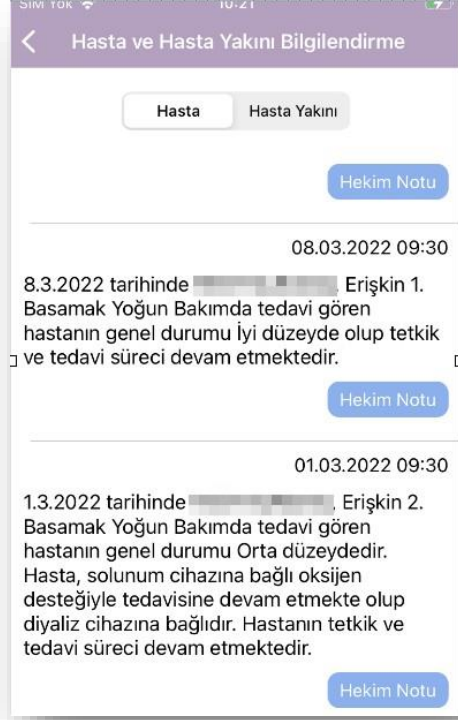 SIM Yok 10:21
Hasta ve Hasta Yakını Bilgilendirme
Hasta Hasta Yakını
Hekim Notu
08.03.2022 09:30
8.3.2022 tarihinde Erişkin 1.
Basamak Yoğun Bakımda tedavi gören
hastanın genel durumu İyi düzeyde olup tetkik
ve tedavi süreci devam etmektedir.
Hekim Notu
01.03.2022 09:30
1.3.2022 tarihinde , Erişkin 2.
Basamak Yoğun Bakımda tedavi gören
hastanın genel durumu Orta düzeydedir.
Hasta, solunum cihazına bağlı oksijen
desteğiyle tedavisine devam etmekte olup
diyaliz cihazına bağlıdır. Hastanın tetkik ve
tedavi süreci devam etmektedir.
Hekim Notu